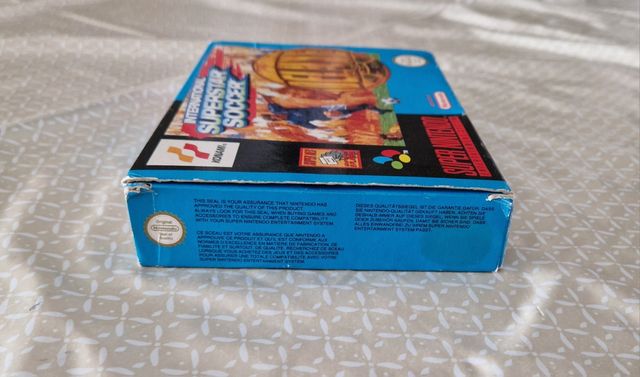 INTERNATIONAL
SUPERSTAR
SOCCER
KONAMI
SUPER NINTENDO
Original
Nintendo
Seal of
Quality
THIS SEAL IS YOUR ASSURANCE THAT NINTENDO HAS
APPROVED THE QUALITY OF THIS PRODUCT.
ALWAYS LOOK FOR THIS SEAL WHEN BUYING GAMES AND
ACCESSORIES TO ENSURE COMPLETE COMPATIBILITY
WITH YOUR SUPER NINTENDO ENTERTAINMENT SYSTEM.
CE SCEAU EST VOTRE ASSURANCE QUE NINTENDO A
APPROUVE CE PRODUIT ET QU'IL EST CONFORME AUX
NORMES D'EXCELLENCE EN MATIERE DE FABRICATION, DE
FIABILITE ET SURTOUT, DE QUALITE. RECHERCHEZ CE SCEAU
LORSQUE VOUS ACHETEZ DES JEUX ET DES ACCESSOIRES
POUR ASSURER UNE TOTALE COMPATIBILITE AVEC VOTRE
SUPER NINTENDO ENTERTAINMENT SYSTEM.
DIESES QUALITÄTSSIEGEL IST DIE GARANTIE DAFÜR, DASS
SIE NINTENDO-QUALITÄT GEKAUFT HABEN. ACHTEN SIE
DESHALB IMMER AUF DIESES SIEGEL, WENN SIE SPIELE
ODER ZUBEHÖR KAUFEN, DAMIT SIE SICHER SIND, DASS
ALLES EINWANDFREI ZU IHREM SUPER NINTENDO
ENTERTAINMENT SYSTEM PASST.